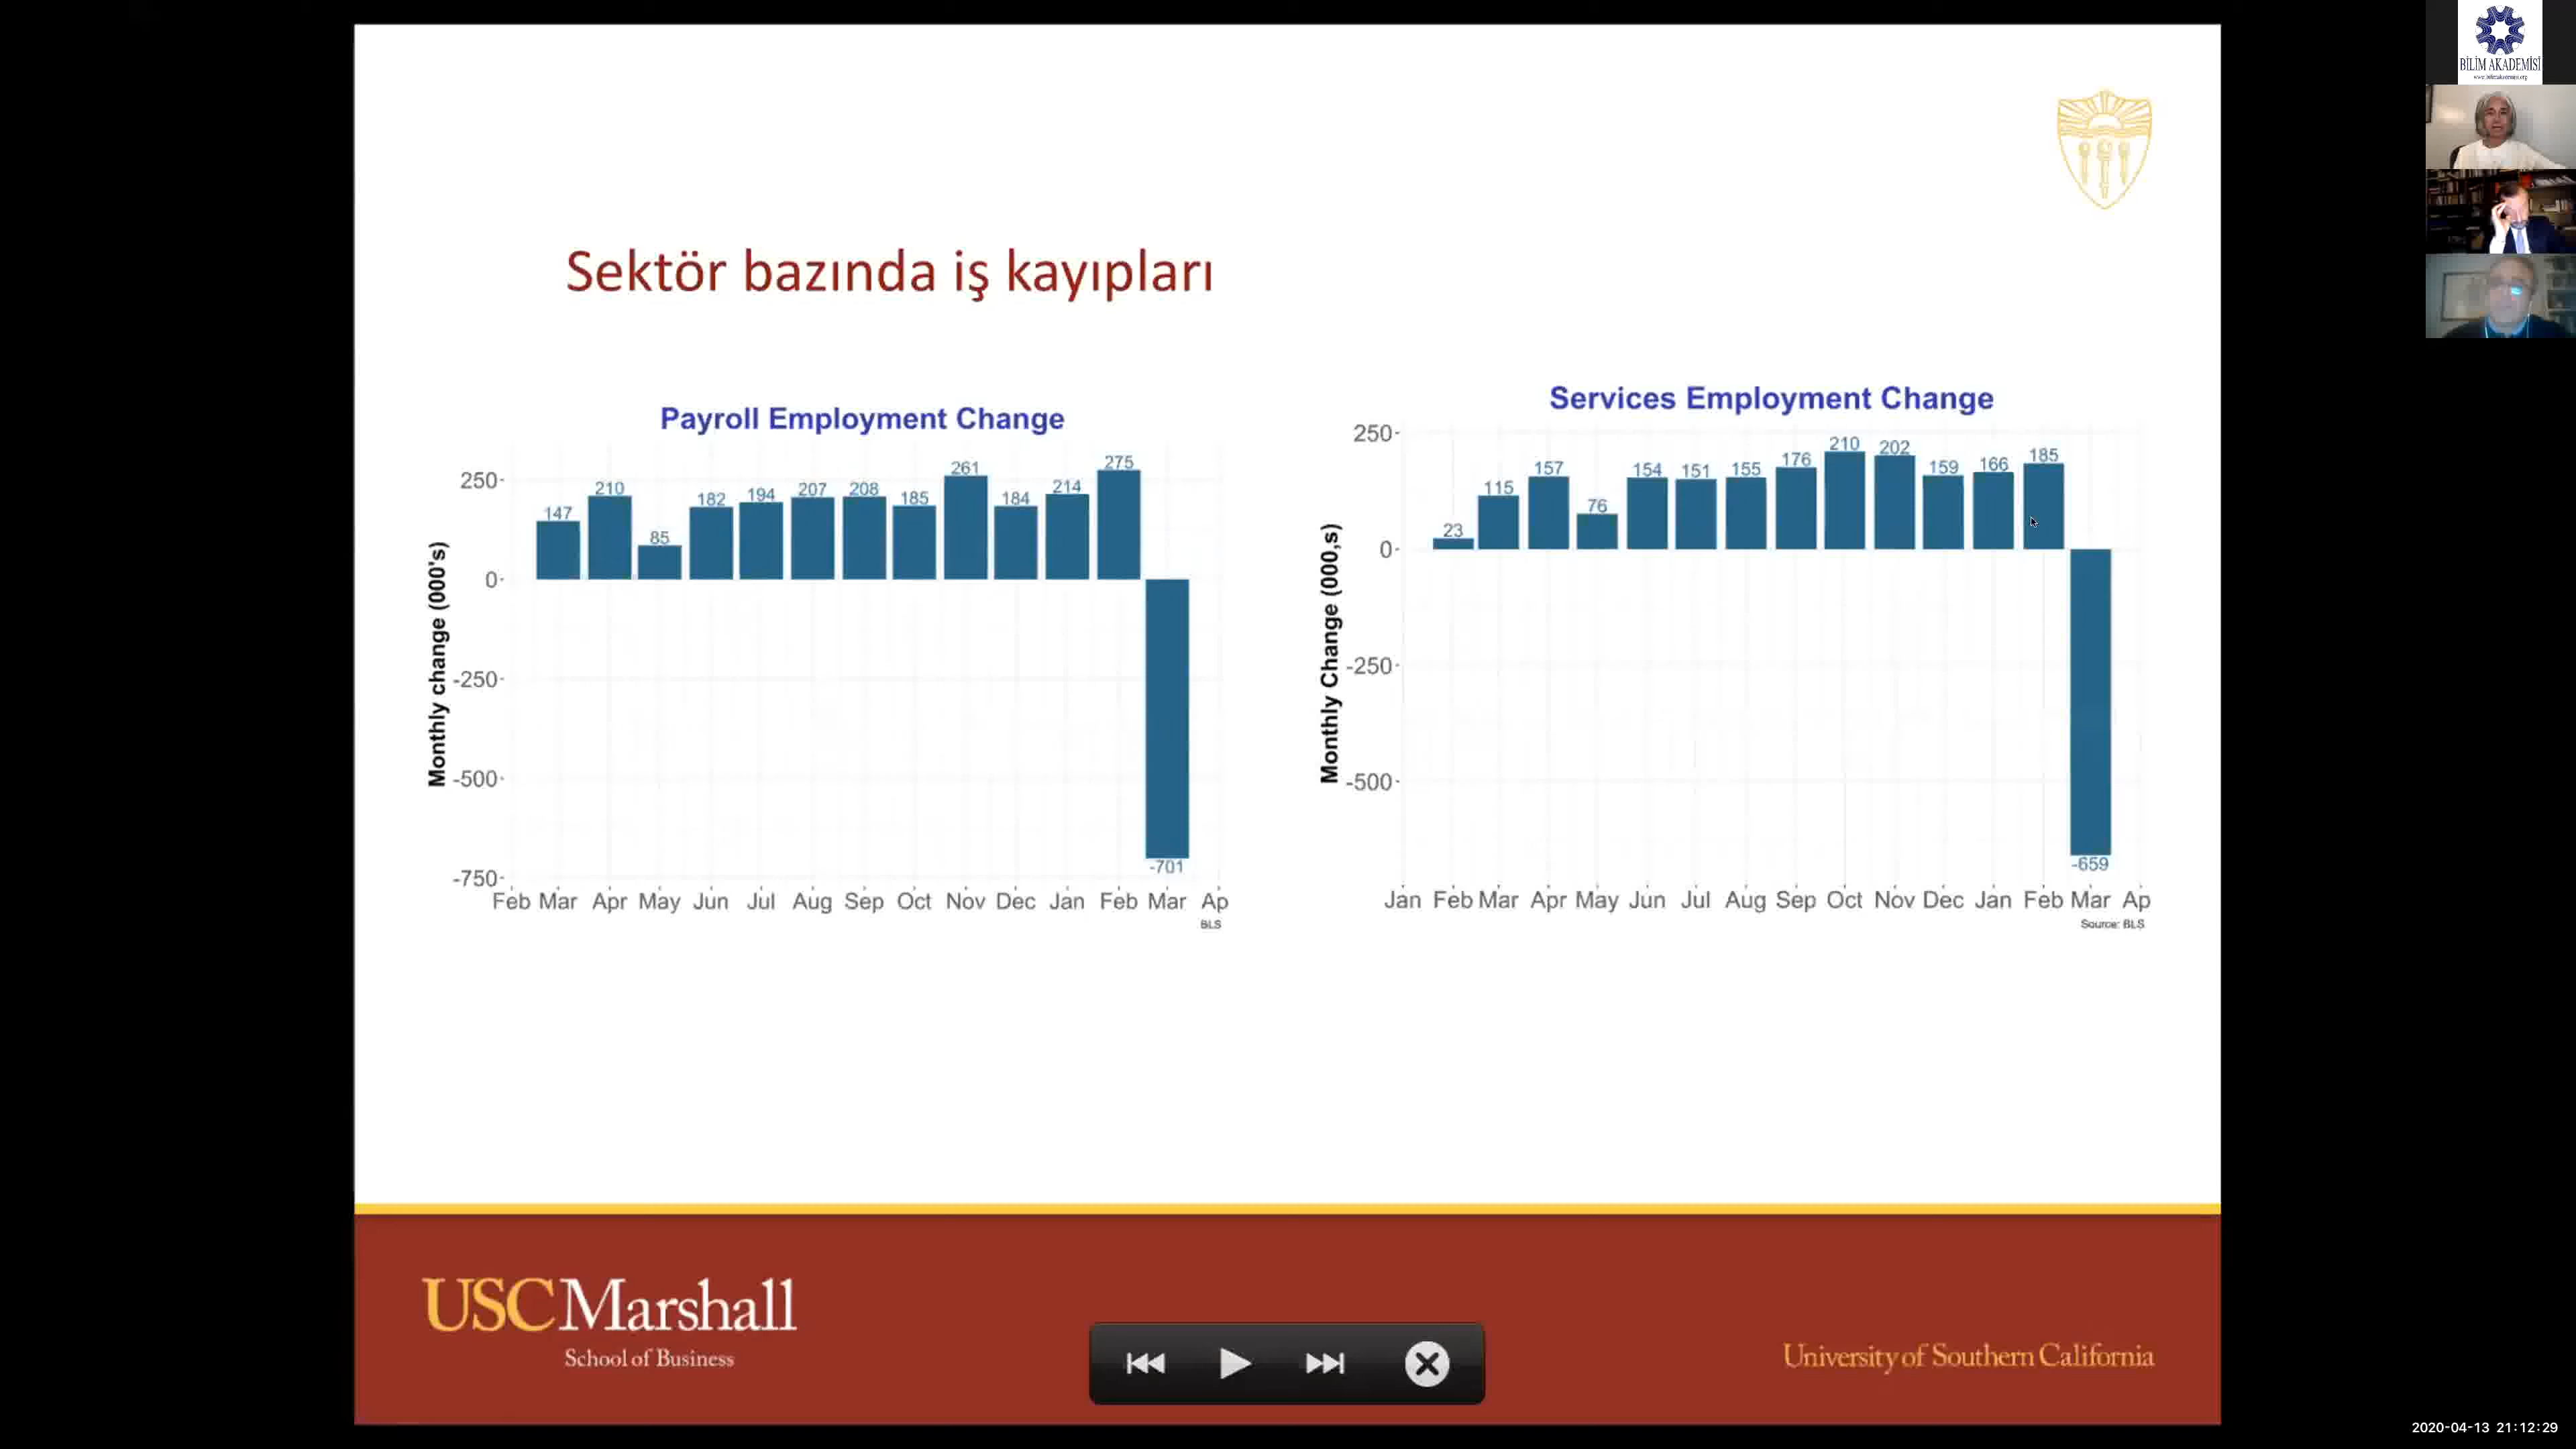 BİLİM AKADEMİSİ
www.bilimakademisi.org
Sektör bazında iş kayıpları
Payroll Employment Change
Monthly change (000's)
250
0
-250
-500
-750
147
210
85
182
194
207
208
185
261
184
214
275
-701
Feb Mar Apr May Jun Jul Aug Sep Oct Nov Dec Jan Feb Mar Ap
BLS
Services Employment Change
Monthly Change (000,s)
250
0
-250
-500
23
115
157
76
154
151
155
176
210
202
159
166
185
-659
Jan Feb Mar Apr May Jun Jul Aug Sep Oct Nov Dec Jan Feb Mar Ap
Source: BLS
USC Marshall
School of Business
University of Southern California
2020-04-13 21:12:29